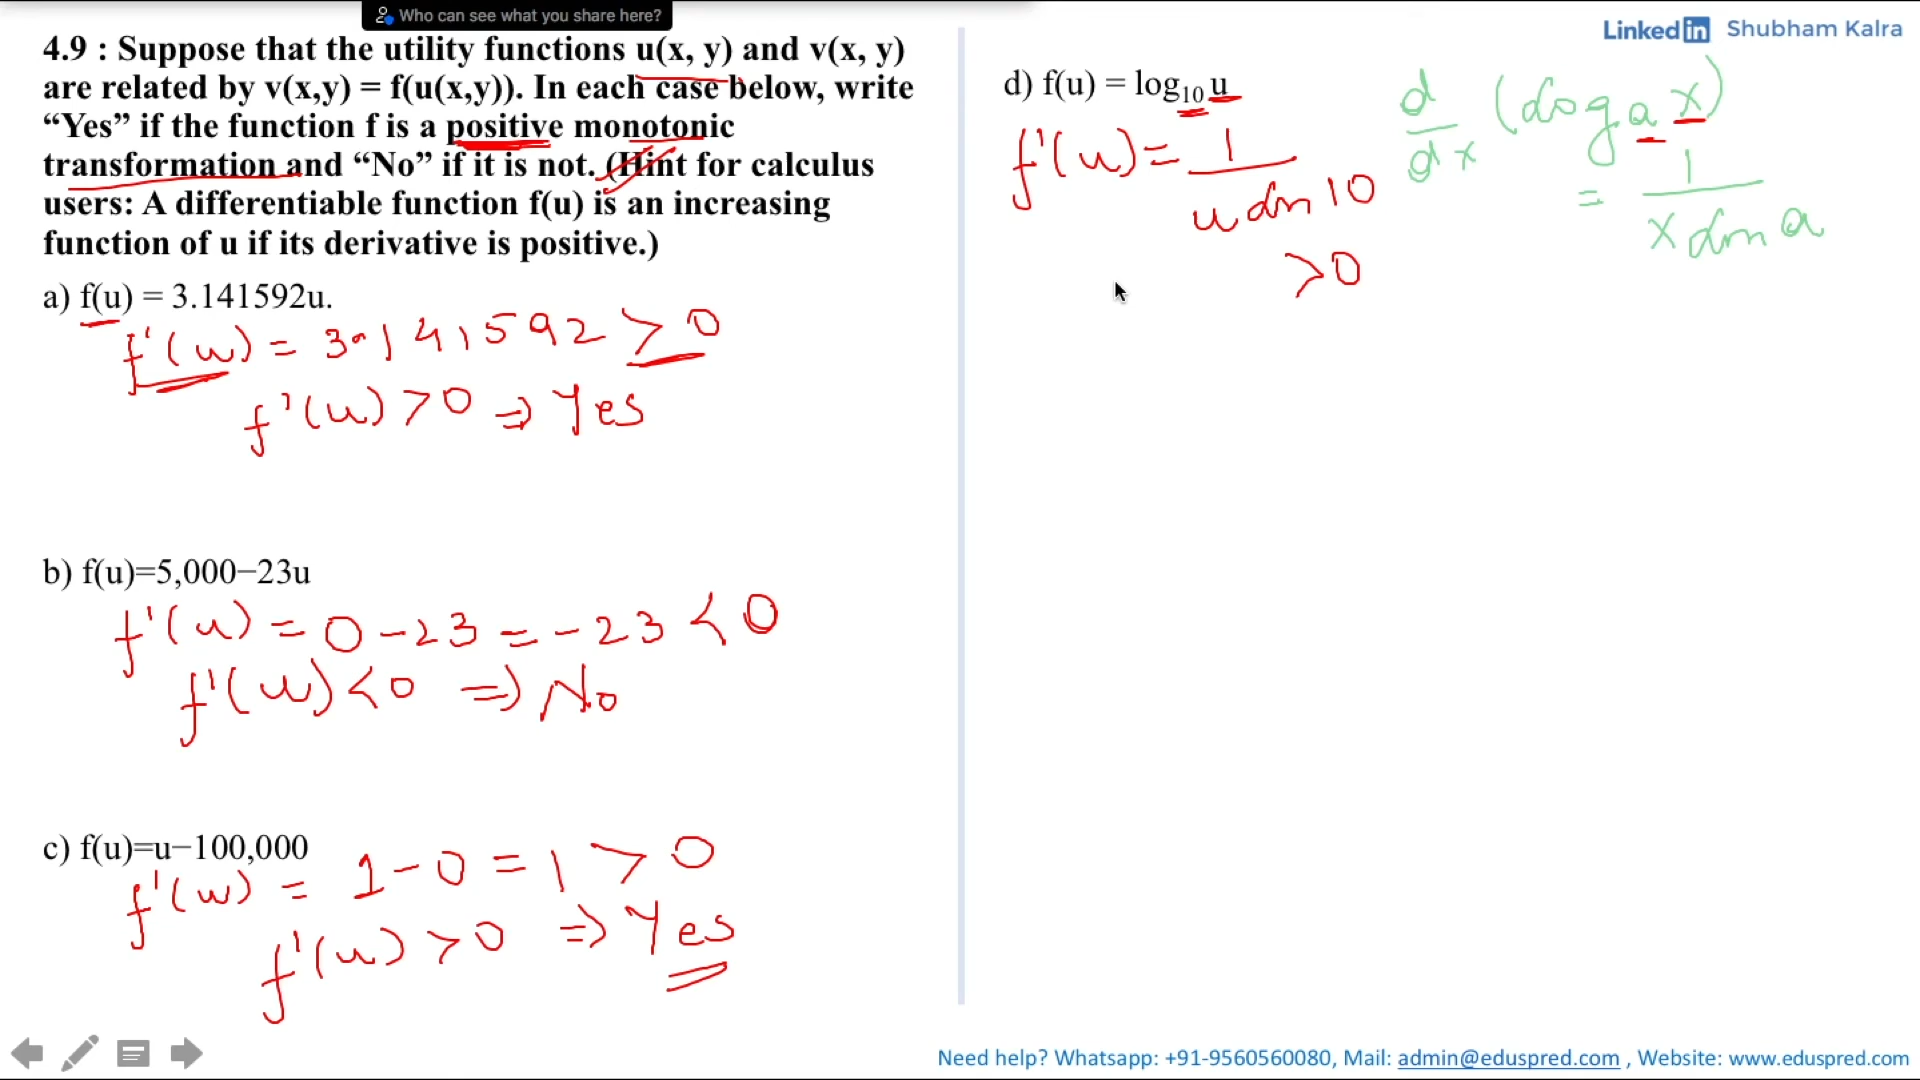 Who can see what you share here?
Linked in Shubham Kalra
4.9 : Suppose that the utility functions u(x, y) and v(x, y)
are related by v(x,y) = f(u(x,y)). In each case below, write
“Yes” if the function f is a positive monotonic
transformation and “No” if it is not. (Hint for calculus
users: A differentiable function f(u) is an increasing
function of u if its derivative is positive.)
a) f(u) = 3.141592u.
f'(u) = 3.141592 > 0
f'(u) > 0 ⇒ Yes
b) f(u)=5,000−23u
f'(u) = 0 - 23 = - 23 < 0
f'(u) < 0 ⇒ No
c) f(u)=u−100,000
f'(u) = 1 - 0 = 1 > 0
f'(u) > 0 ⇒ Yes
d) f(u) = log₁₀ u
f'(u) = 1 / u ln 10
> 0
d/dx (log a x)
= 1 / x ln a
Need help? Whatsapp: +91-9560560080, Mail: admin@eduspred.com , Website: www.eduspred.com